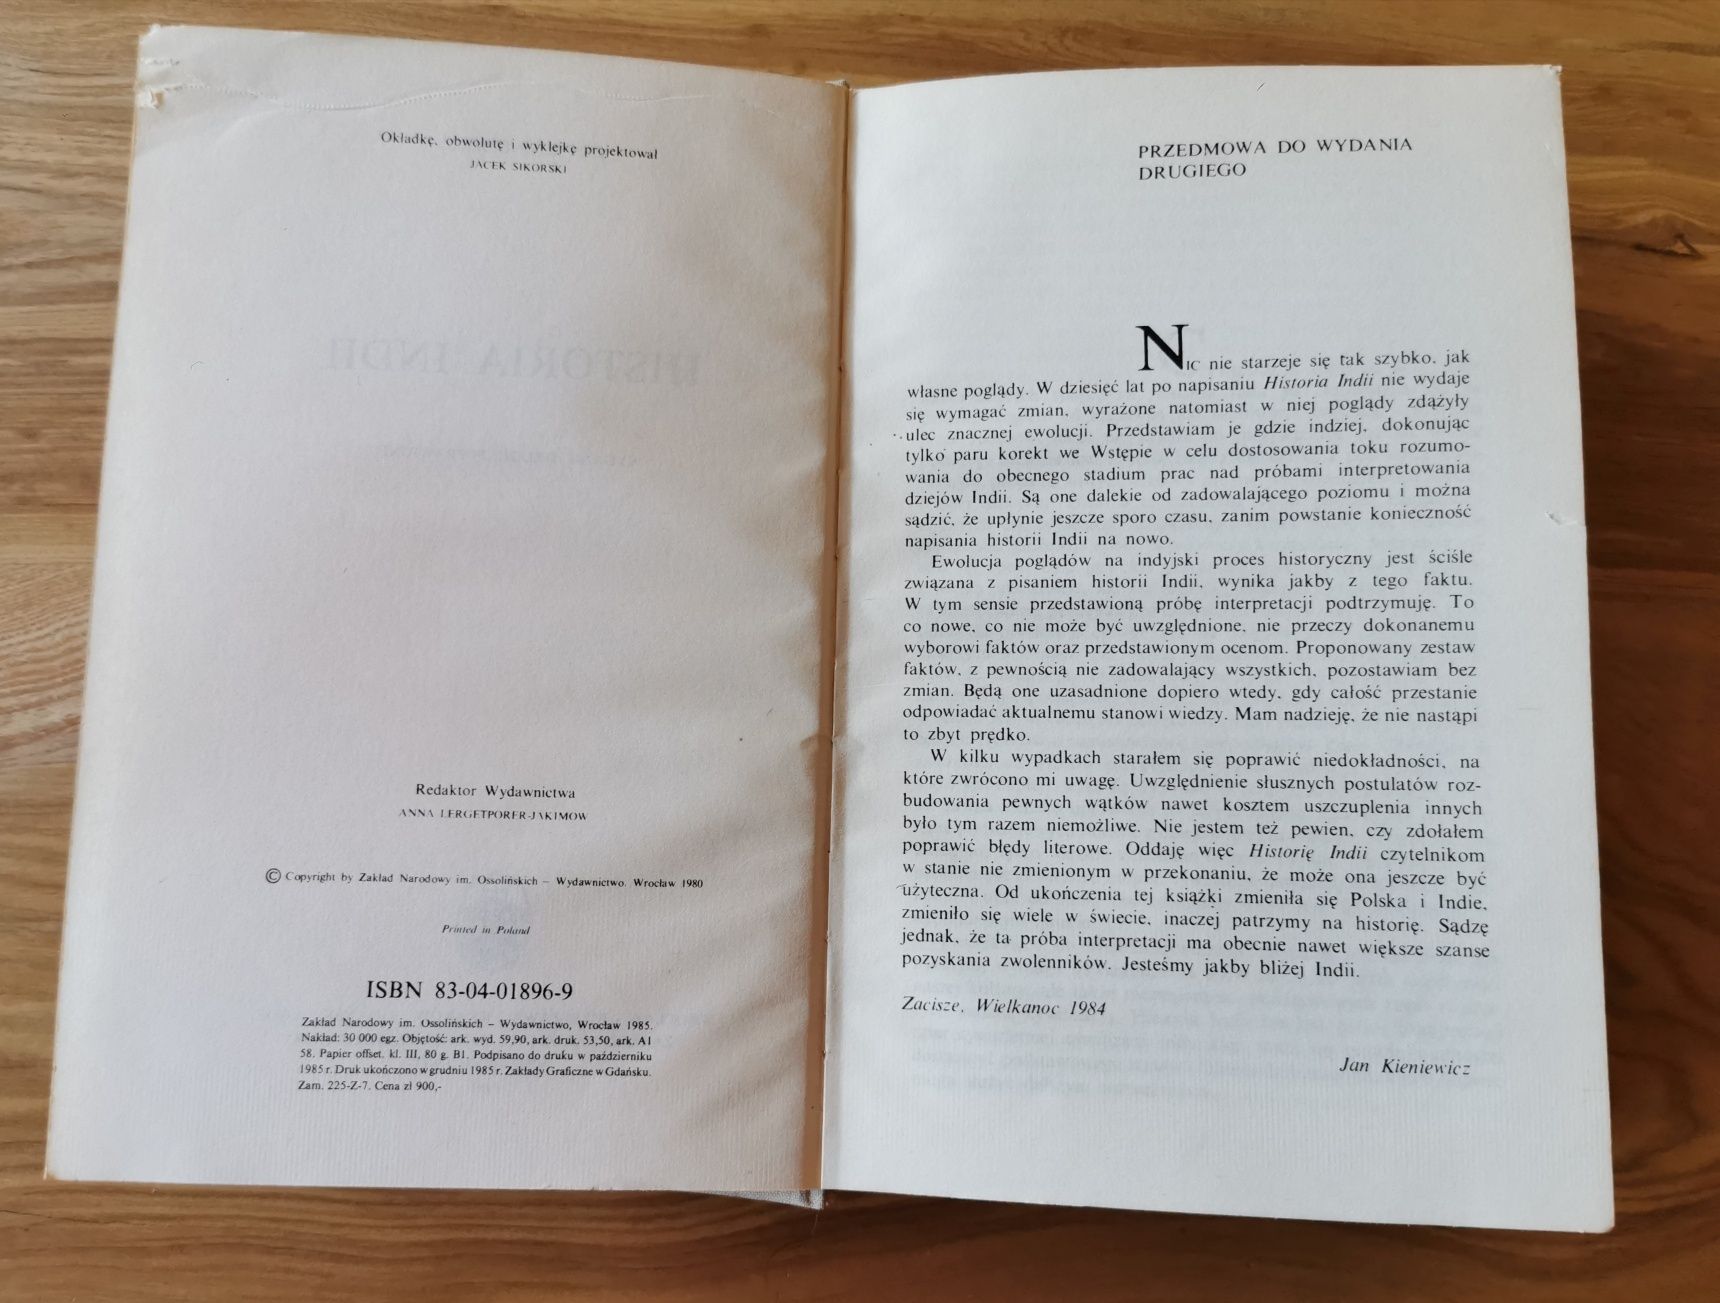 Okładkę, obwolutę i wyklejkę projektował
JACEK SIKORSKI
Redaktor Wydawnictwa
ANNA LERGETPORER-JAKIMOW
© Copyright by Zakład Narodowy im. Ossolińskich – Wydawnictwo. Wrocław 1980
Printed in Poland
ISBN 83-04-01896-9
Zakład Narodowy im. Ossolińskich – Wydawnictwo, Wrocław 1985.
Nakład: 30 000 egz. Objętość: ark. wyd. 59,90, ark. druk. 53,50, ark. A1
58. Papier offset. kl. III, 80 g. B1. Podpisano do druku w październiku
1985 r. Druk ukończono w grudniu 1985 r. Zakłady Graficzne w Gdańsku.
Zam. 225-Z-7. Cena zł 900,-
PRZEDMOWA DO WYDANIA
DRUGIEGO
NIC nie starzeje się tak szybko, jak
własne poglądy. W dziesięć lat po napisaniu Historia Indii nie wydaje
się wymagać zmian, wyrażone natomiast w niej poglądy zdążyły
ulec znacznej ewolucji. Przedstawiam je gdzie indziej, dokonując
tylko paru korekt we Wstępie w celu dostosowania toku rozumo-
wania do obecnego stadium prac nad próbami interpretowania
dziejów Indii. Są one dalekie od zadowalającego poziomu i można
sądzić, że upłynie jeszcze sporo czasu, zanim powstanie konieczność
napisania historii Indii na nowo.
Ewolucja poglądów na indyjski proces historyczny jest ściśle
związana z pisaniem historii Indii, wynika jakby z tego faktu.
W tym sensie przedstawioną próbę interpretacji podtrzymuję. To
co nowe, co nie może być uwzględnione, nie przeczy dokonanemu
wyborowi faktów oraz przedstawionym ocenom. Proponowany zestaw
faktów, z pewnością nie zadowalający wszystkich, pozostawiam bez
zmian. Będą one uzasadnione dopiero wtedy, gdy całość przestanie
odpowiadać aktualnemu stanowi wiedzy. Mam nadzieję, że nie nastąpi
to zbyt prędko.
W kilku wypadkach starałem się poprawić niedokładności, na
które zwrócono mi uwagę. Uwzględnienie słusznych postulatów roz-
budowania pewnych wątków nawet kosztem uszczuplenia innych
było tym razem niemożliwe. Nie jestem też pewien, czy zdołałem
poprawić błędy literowe. Oddaję więc Historię Indii czytelnikom
w stanie nie zmienionym w przekonaniu, że może ona jeszcze być
użyteczna. Od ukończenia tej książki zmieniła się Polska i Indie,
zmieniło się wiele w świecie, inaczej patrzymy na historię. Sądzę
jednak, że ta próba interpretacji ma obecnie nawet większe szanse
pozyskania zwolenników. Jesteśmy jakby bliżej Indii.
Zacisze, Wielkanoc 1984
Jan Kieniewicz